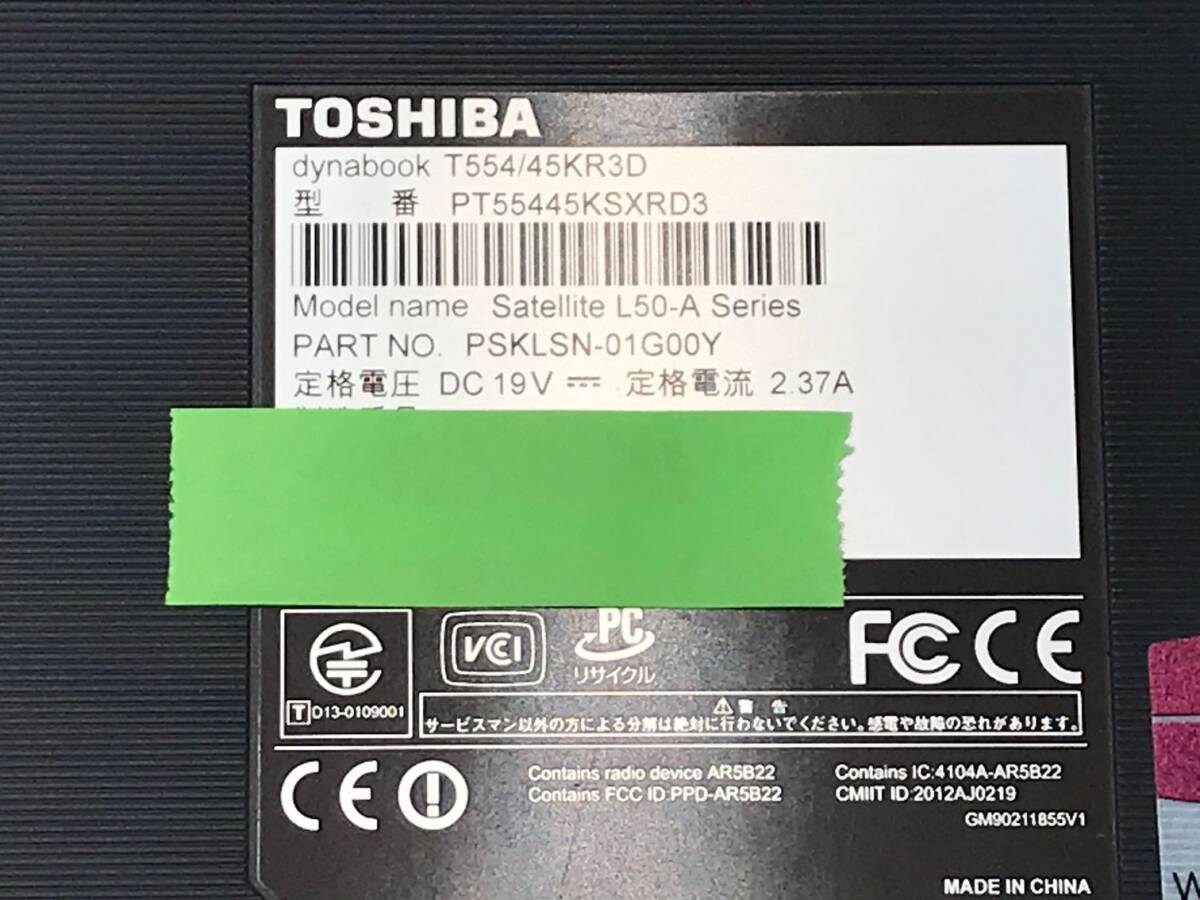 TOSHIBA
dynabook T554/45KR3D
型 番 PT55445KSXRD3
Model name Satellite L50-A Series
PART NO. PSKLSN-01G00Y
定格電圧 DC 19V 定格電流 2.37A
T D13-0109001
VCI
PC
リサイクル
FC CE
⚠ 警 告
サービスマン以外の方による分解は絶対に行わないでください。感電や故障の恐れがあります。
CE
Contains radio device AR5B22
Contains FCC ID:PPD-AR5B22
Contains IC:4104A-AR5B22
CMIIT ID:2012AJ0219
GM90211855V1
MADE IN CHINA
W